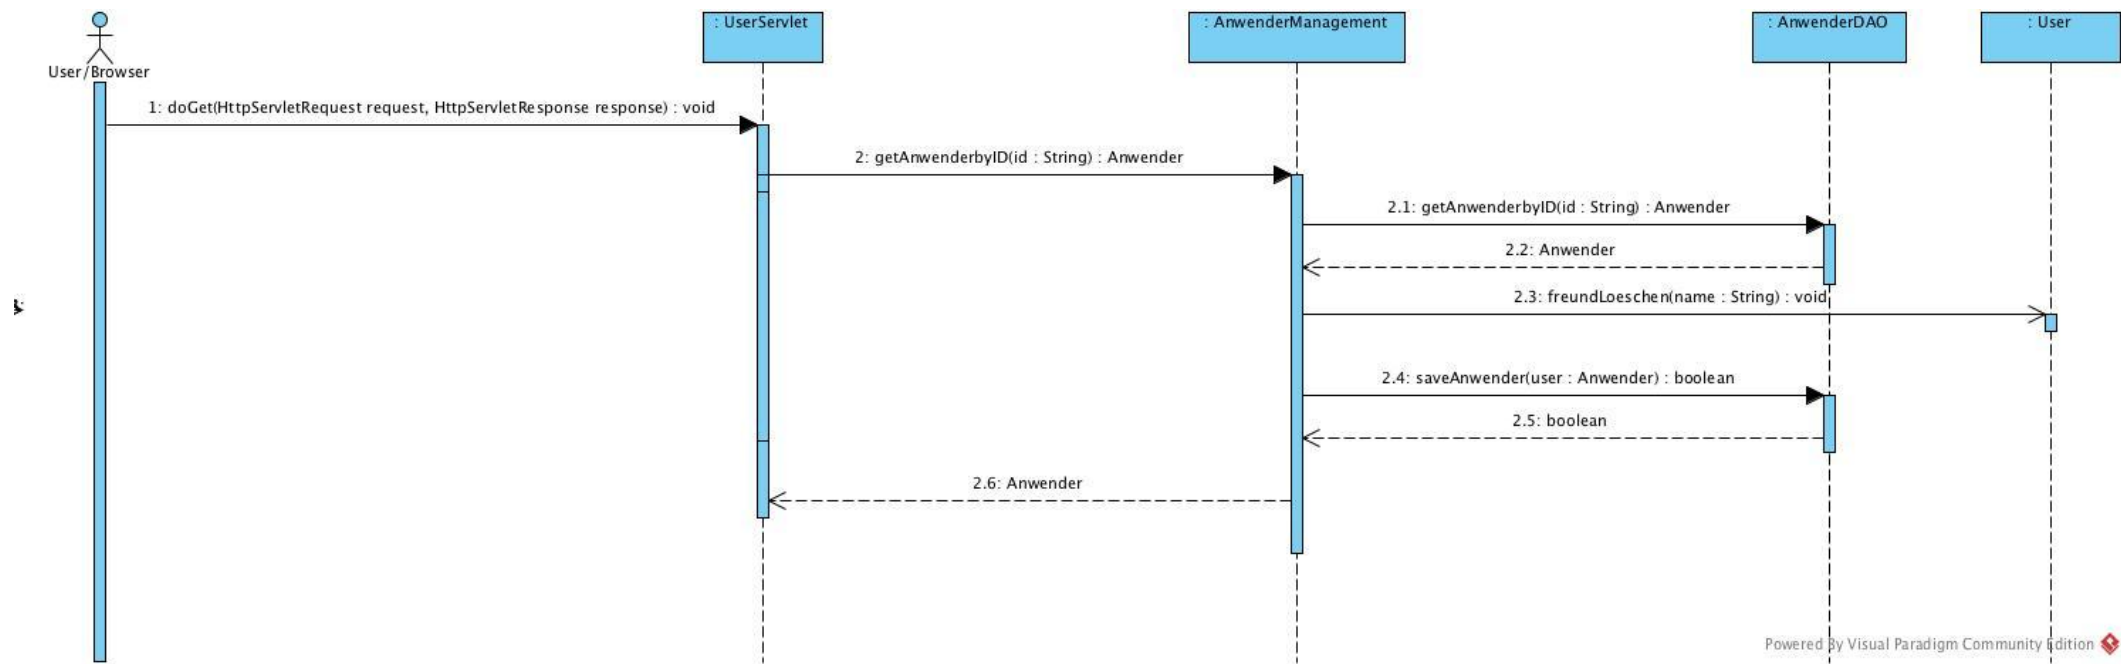 : UserServlet
: AnwenderManagement
: AnwenderDAO
: User
User/Browser
1: doGet(HttpServletRequest request, HttpServletResponse response) : void
2: getAnwenderbyID(id : String) : Anwender
2.1: getAnwenderbyID(id : String) : Anwender
2.2: Anwender
2.3: freundLoeschen(name : String) : void
2.4: saveAnwender(user : Anwender) : boolean
2.5: boolean
2.6: Anwender
Powered By Visual Paradigm Community Edition